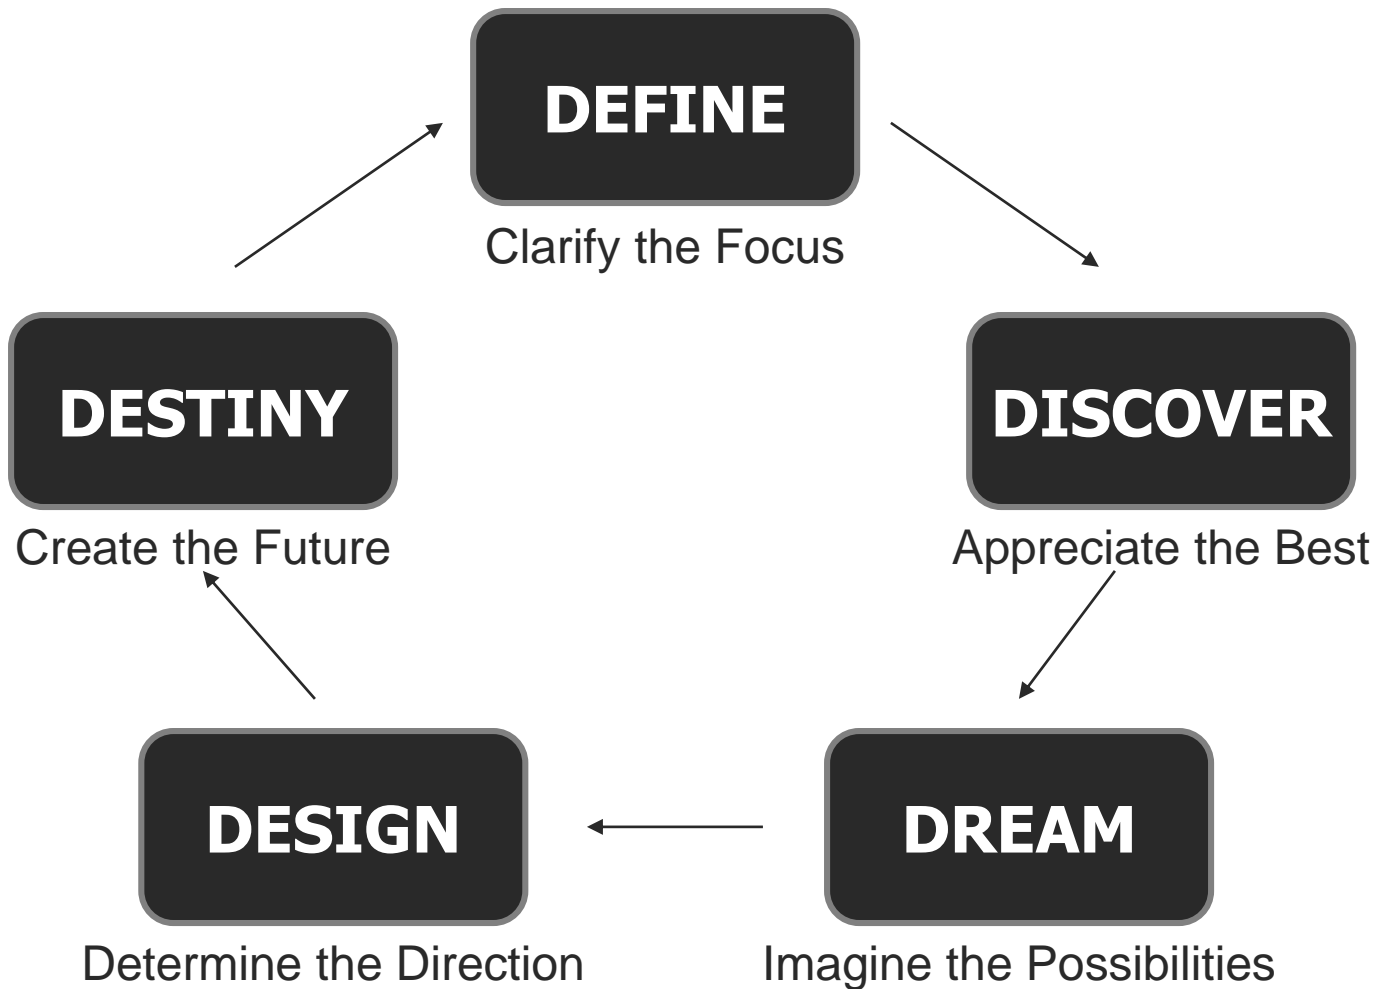 DEFINE
Clarify the Focus
DESTINY
Create the Future
DISCOVER
Appreciate the Best
DESIGN
Determine the Direction
DREAM
Imagine the Possibilities